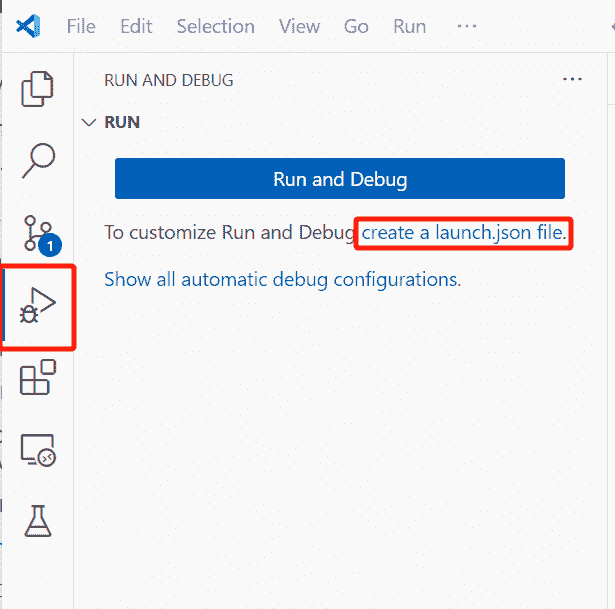 File Edit Selection View Go Run ...
RUN AND DEBUG ...
RUN
Run and Debug
To customize Run and Debug create a launch.json file.
1
Show all automatic debug configurations.